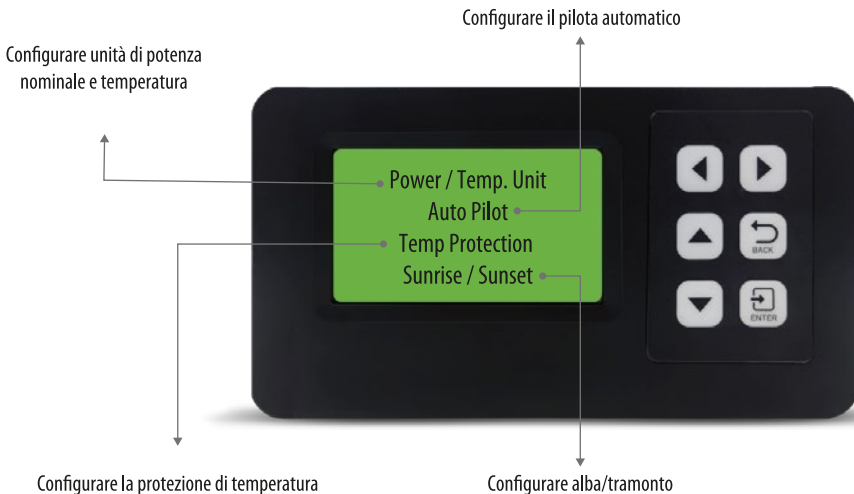 Configurare il pilota automatico
Configurare unità di potenza
nominale e temperatura
Power / Temp. Unit
Auto Pilot
Temp Protection
Sunrise / Sunset
BACK
ENTER
Configurare la protezione di temperatura
Configurare alba/tramonto